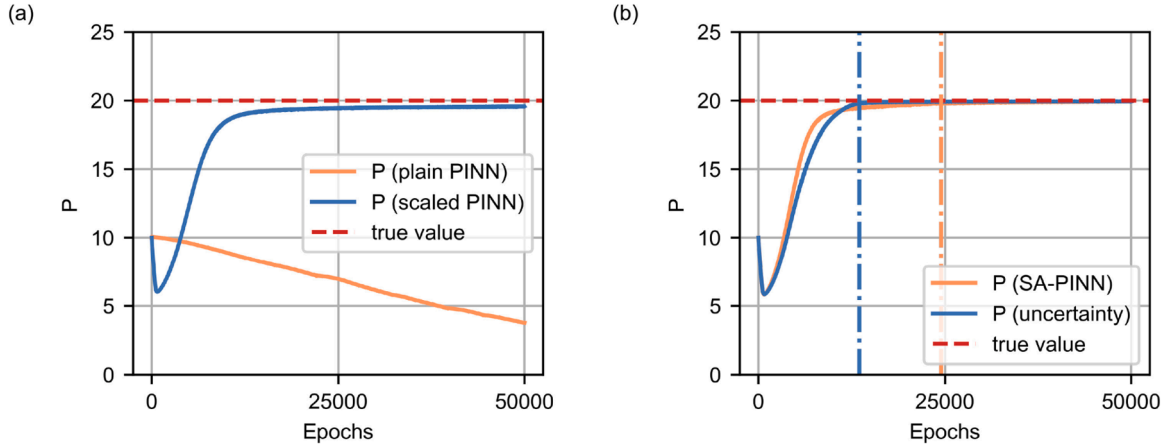 (a)
25
20
15
10
5
0
P
P (plain PINN)
P (scaled PINN)
true value
0
25000
50000
Epochs
(b)
25
20
15
10
5
0
P
P (SA-PINN)
P (uncertainty)
true value
0
25000
50000
Epochs